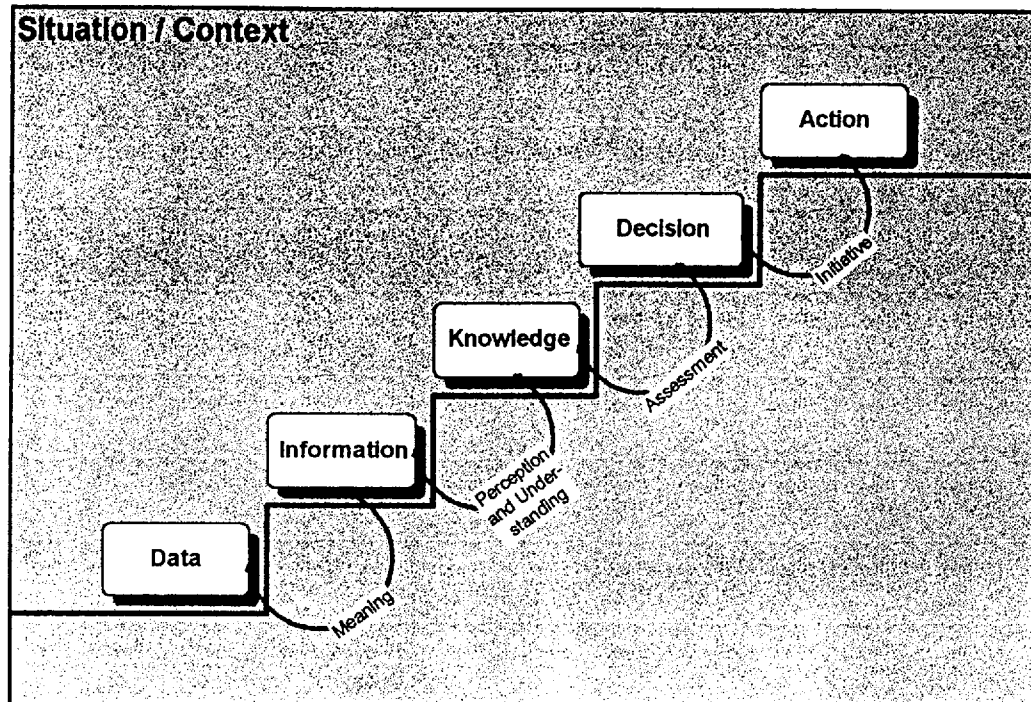 Situation / Context
Action
Initiative
Decision
Assessment
Knowledge
Perception
and Under-
standing
Information
Meaning
Data